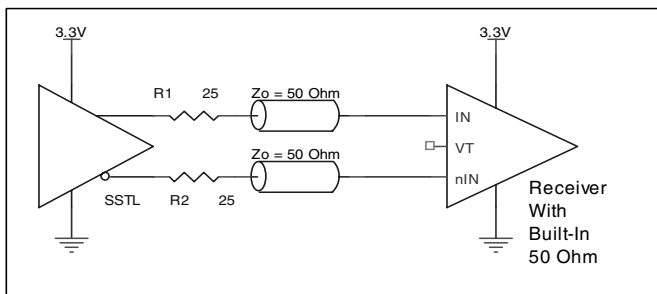 3.3V
3.3V
R1 25
Zo = 50 Ohm
IN
VT
Zo = 50 Ohm
nIN
SSTL
R2 25
Receiver
With
Built-In
50 Ohm